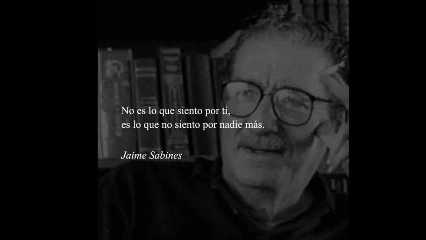 No es lo que siento por ti,
es lo que no siento por nadie más.
Jaime Sabines